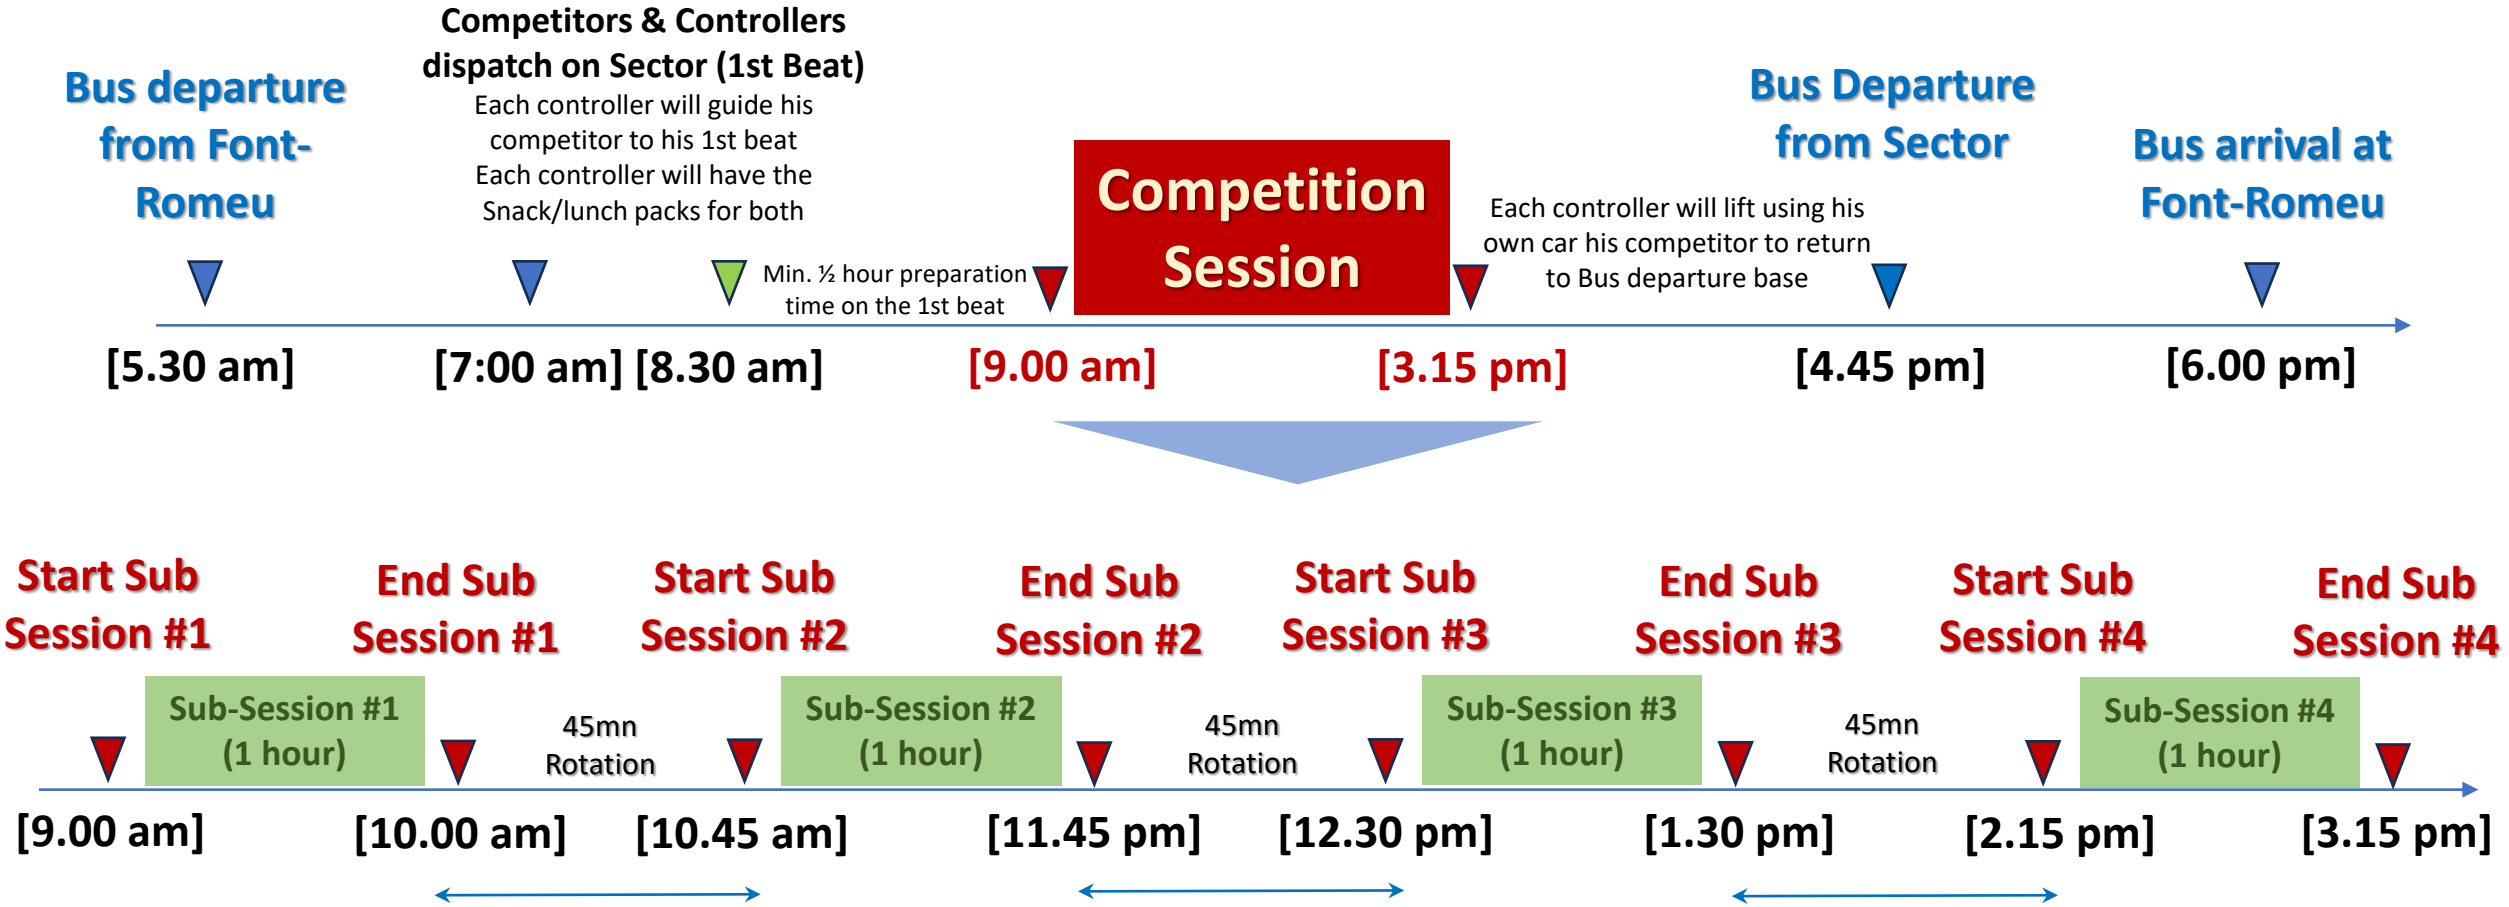 Competitors & Controllers
dispatch on Sector (1st Beat)
Each controller will guide his
competitor to his 1st beat
Each controller will have the
Snack/lunch packs for both
Bus departure
from Font-
Romeu
Bus Departure
from Sector
Bus arrival at
Font-Romeu
Competition
Session
Each controller will lift using his
own car his competitor to return
to Bus departure base
Min. ½ hour preparation
time on the 1st beat
[5.30 am]
[7:00 am]
[8.30 am]
[9.00 am]
[3.15 pm]
[4.45 pm]
[6.00 pm]
Start Sub
Session #1
End Sub
Session #1
Start Sub
Session #2
End Sub
Session #2
Start Sub
Session #3
End Sub
Session #3
Start Sub
Session #4
End Sub
Session #4
Sub-Session #1
(1 hour)
45mn
Rotation
Sub-Session #2
(1 hour)
45mn
Rotation
Sub-Session #3
(1 hour)
45mn
Rotation
Sub-Session #4
(1 hour)
[9.00 am]
[10.00 am]
[10.45 am]
[11.45 pm]
[12.30 pm]
[1.30 pm]
[2.15 pm]
[3.15 pm]